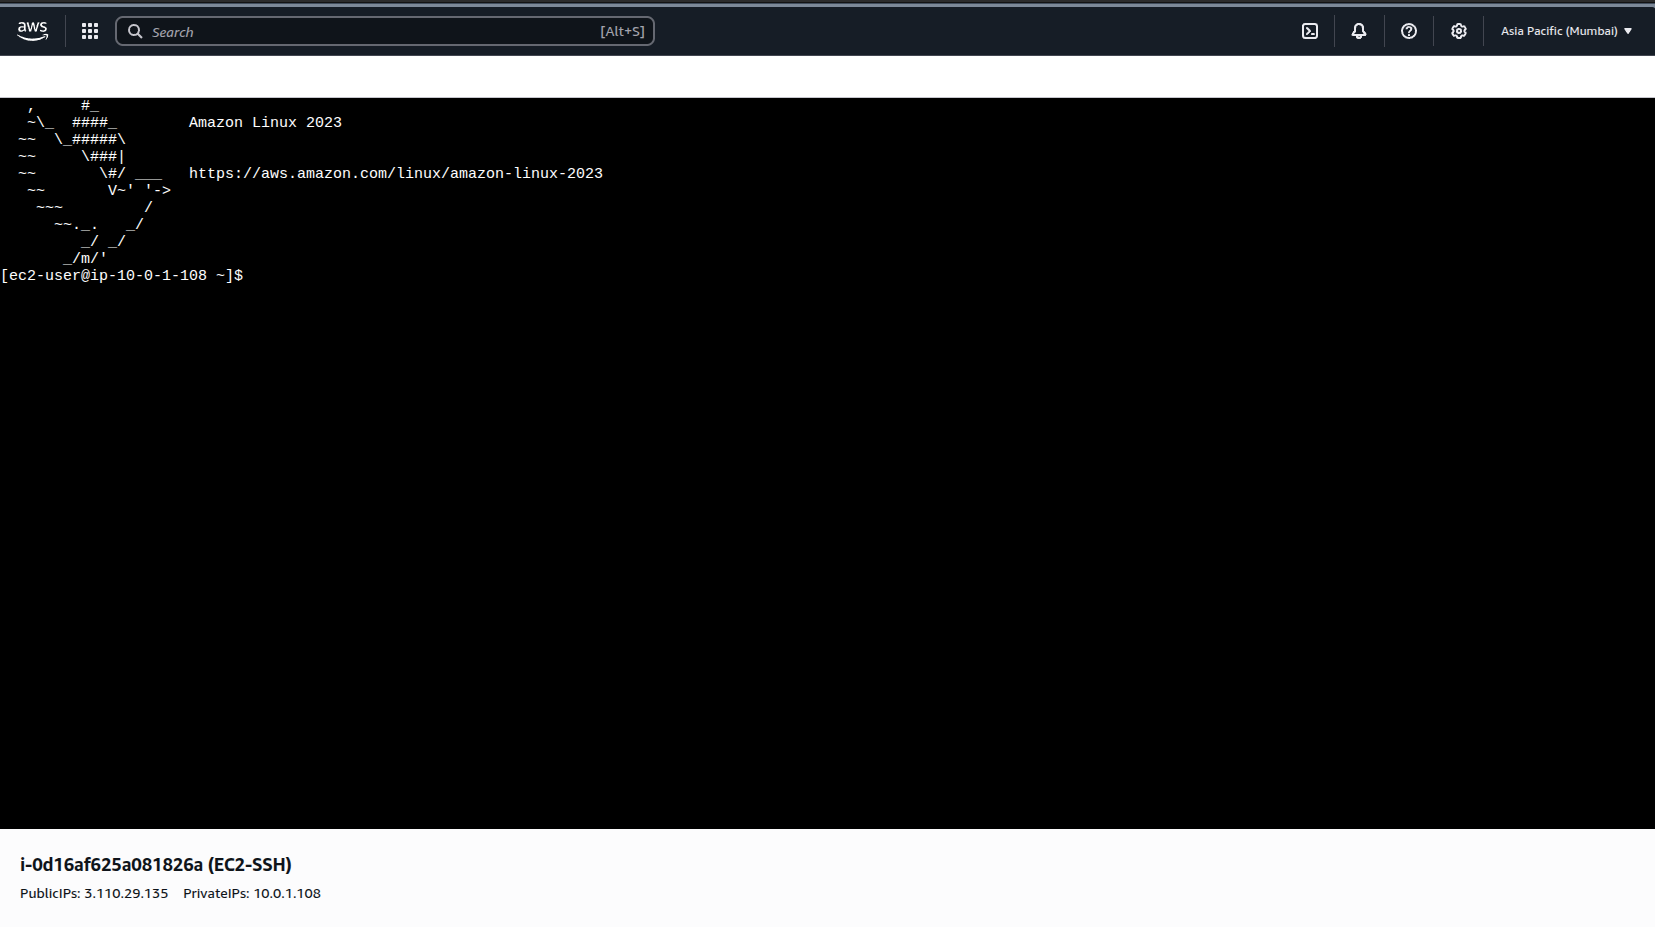 aws Search [Alt+S] Asia Pacific (Mumbai)
   ,     #_
   ~\_  ####_        Amazon Linux 2023
  ~~  \_#####\
  ~~     \###|
  ~~       \#/ ___   https://aws.amazon.com/linux/amazon-linux-2023
   ~~       V~' '->
    ~~~         /
      ~~._.   _/
         _/ _/
       _/m/'
[ec2-user@ip-10-0-1-108 ~]$
i-0d16af625a081826a (EC2-SSH)
PublicIPs: 3.110.29.135 PrivateIPs: 10.0.1.108